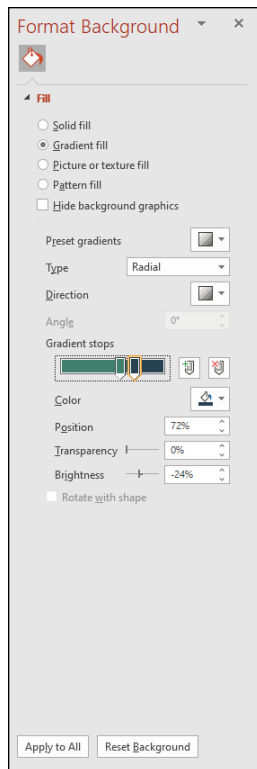 Format Background
Fill
Solid fill
Gradient fill
Picture or texture fill
Pattern fill
Hide background graphics
Preset gradients
Type Radial
Direction
Angle 0°
Gradient stops
Color
Position 72%
Transparency 0%
Brightness -24%
Rotate with shape
Apply to All Reset Background